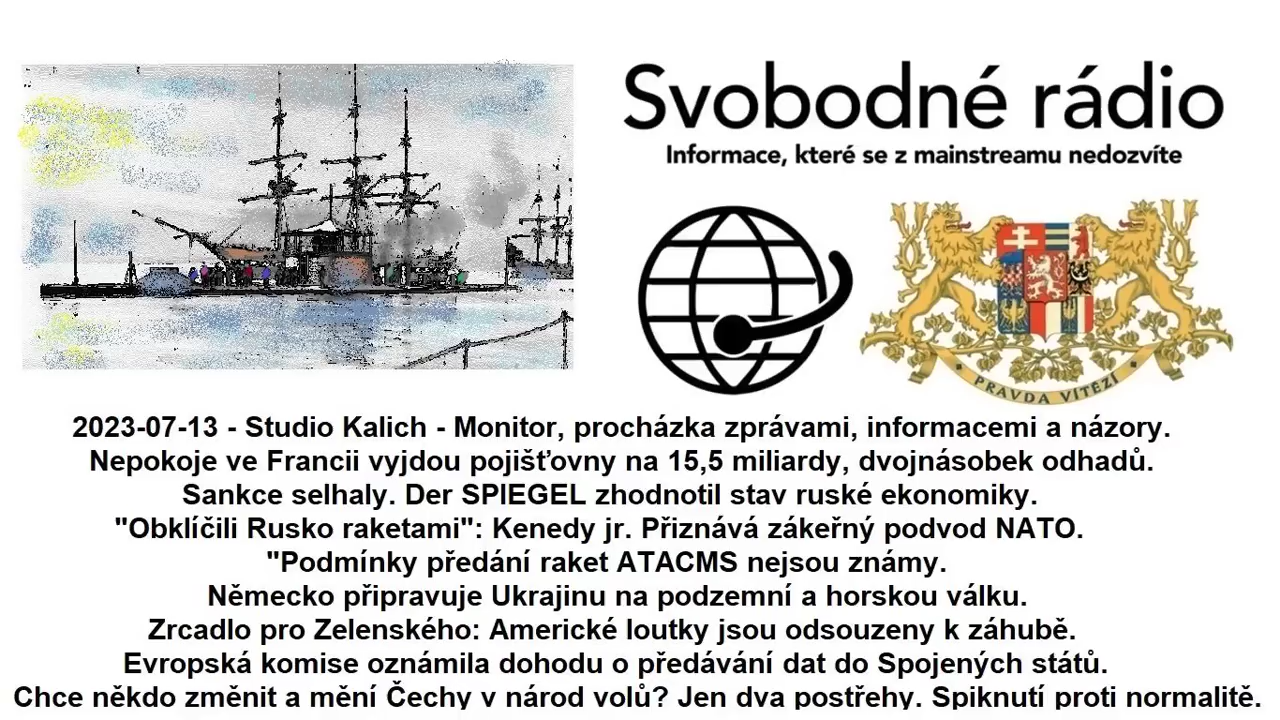 Svobodné rádio
Informace, které se z mainstreamu nedozvíte
PRAVDA VÍTĚZÍ
2023-07-13 - Studio Kalich - Monitor, procházka zprávami, informacemi a názory.
Nepokoje ve Francii vyjdou pojišťovny na 15,5 miliardy, dvojnásobek odhadů.
Sankce selhaly. Der SPIEGEL zhodnotil stav ruské ekonomiky.
"Obklíčili Rusko raketami": Kenedy jr. Přiznává zákeřný podvod NATO.
"Podmínky předání raket ATACMS nejsou známy.
Německo připravuje Ukrajinu na podzemní a horskou válku.
Zrcadlo pro Zelenského: Americké loutky jsou odsouzeny k záhubě.
Evropská komise oznámila dohodu o předávání dat do Spojených států.
Chce někdo změnit a mění Čechy v národ volů? Jen dva postřehy. Spiknutí proti normalitě.